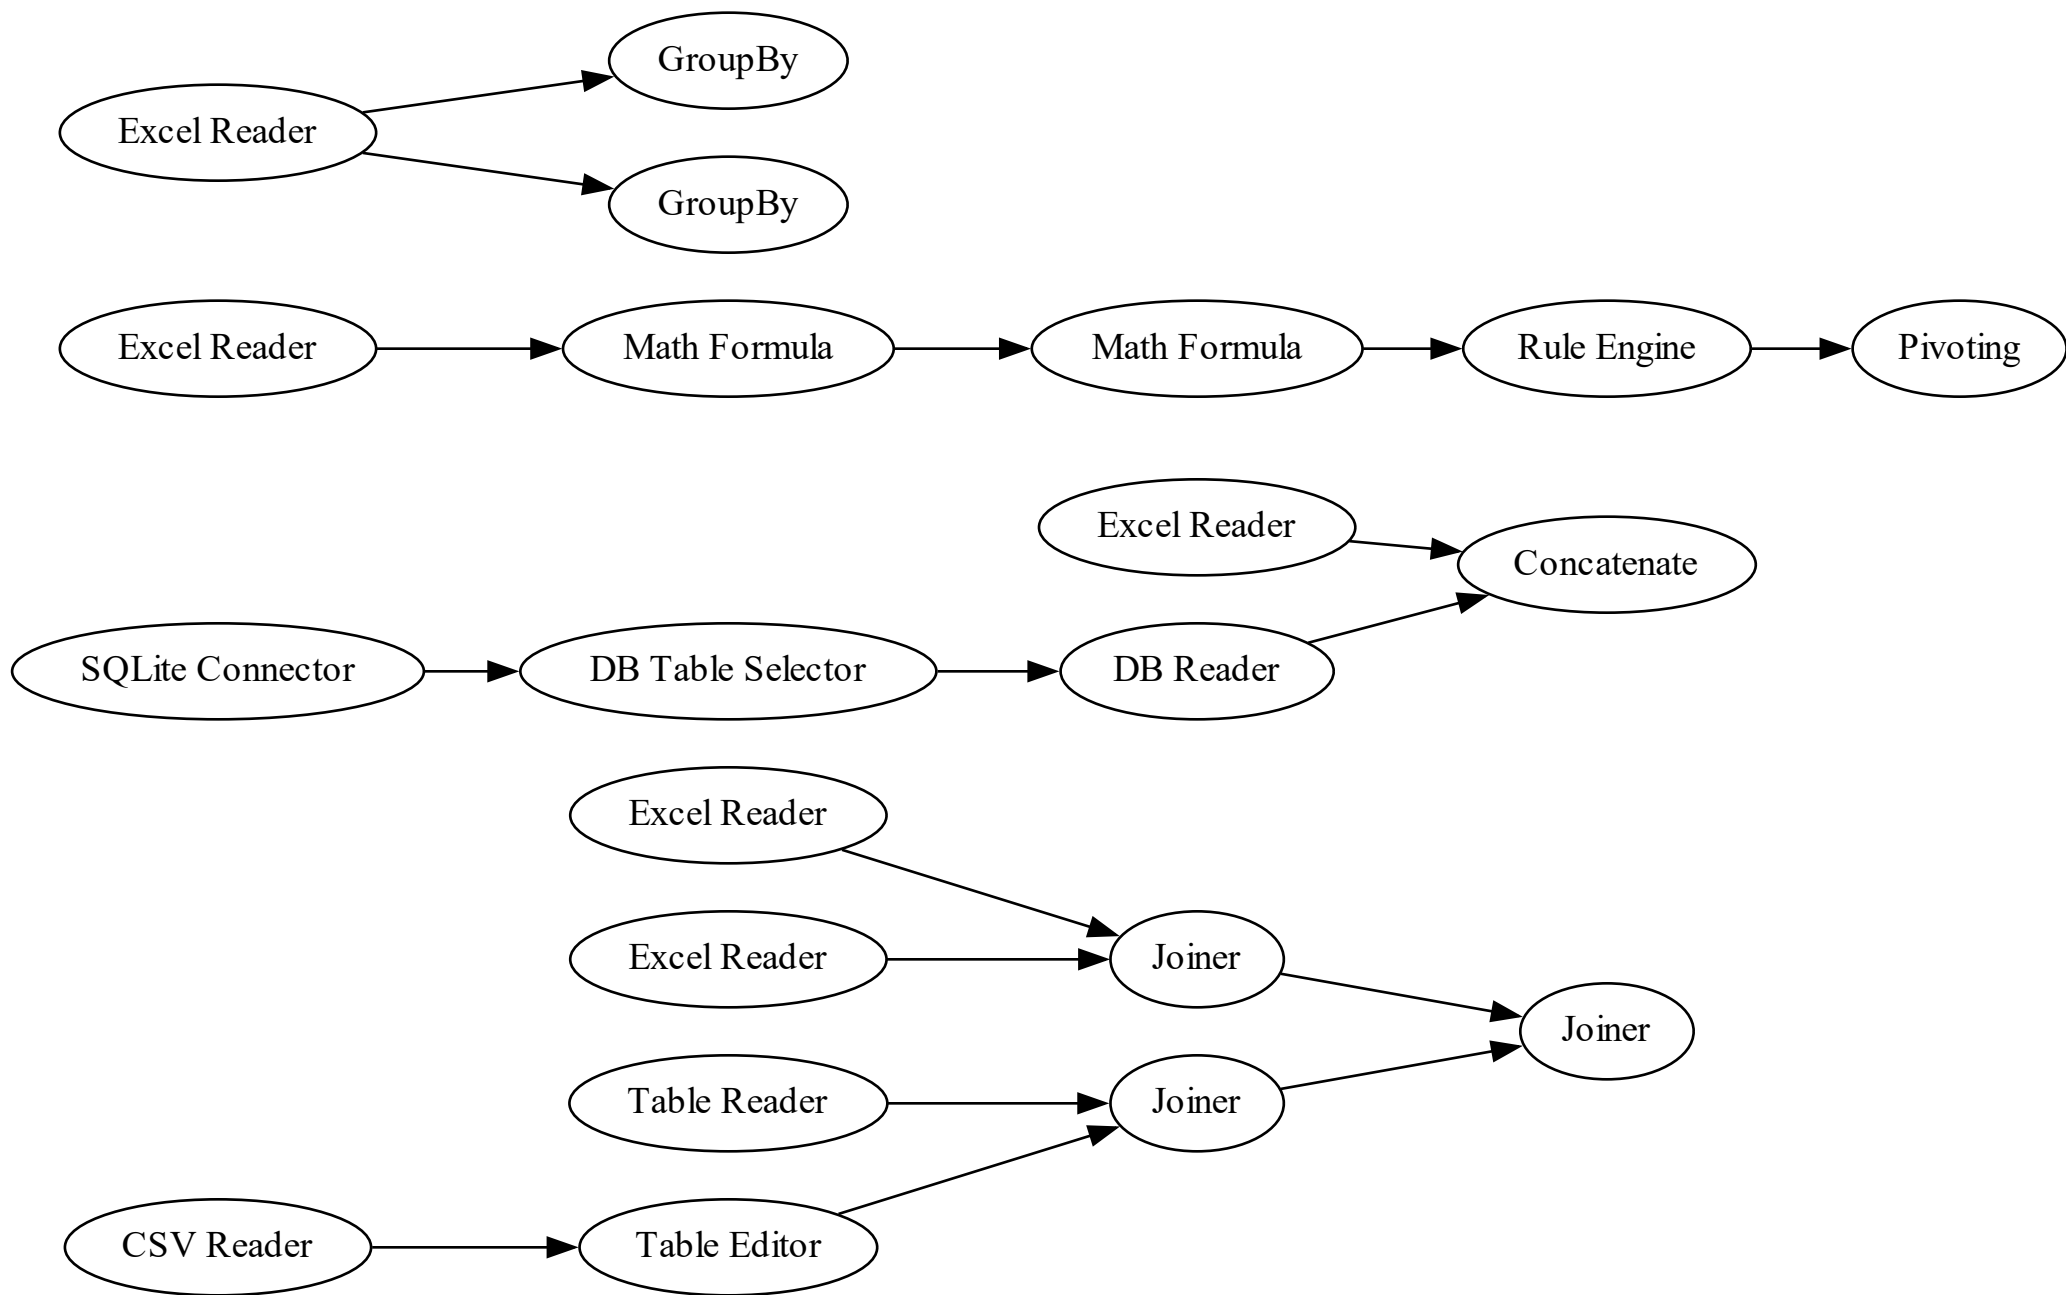 GroupBy
Excel Reader
GroupBy
Excel Reader
Math Formula
Math Formula
Rule Engine
Pivoting
Excel Reader
Concatenate
SQLite Connector
DB Table Selector
DB Reader
Excel Reader
Excel Reader
Joiner
Joiner
Table Reader
Joiner
CSV Reader
Table Editor